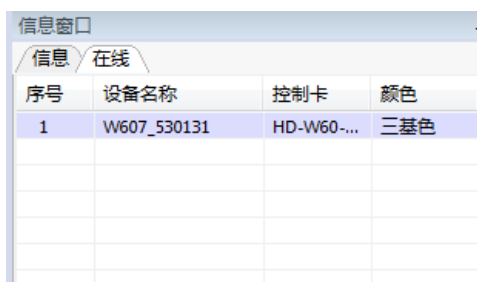 信息窗口
信息 在线
序号 设备名称 控制卡 颜色
1 W607_530131 HD-W60-... 三基色